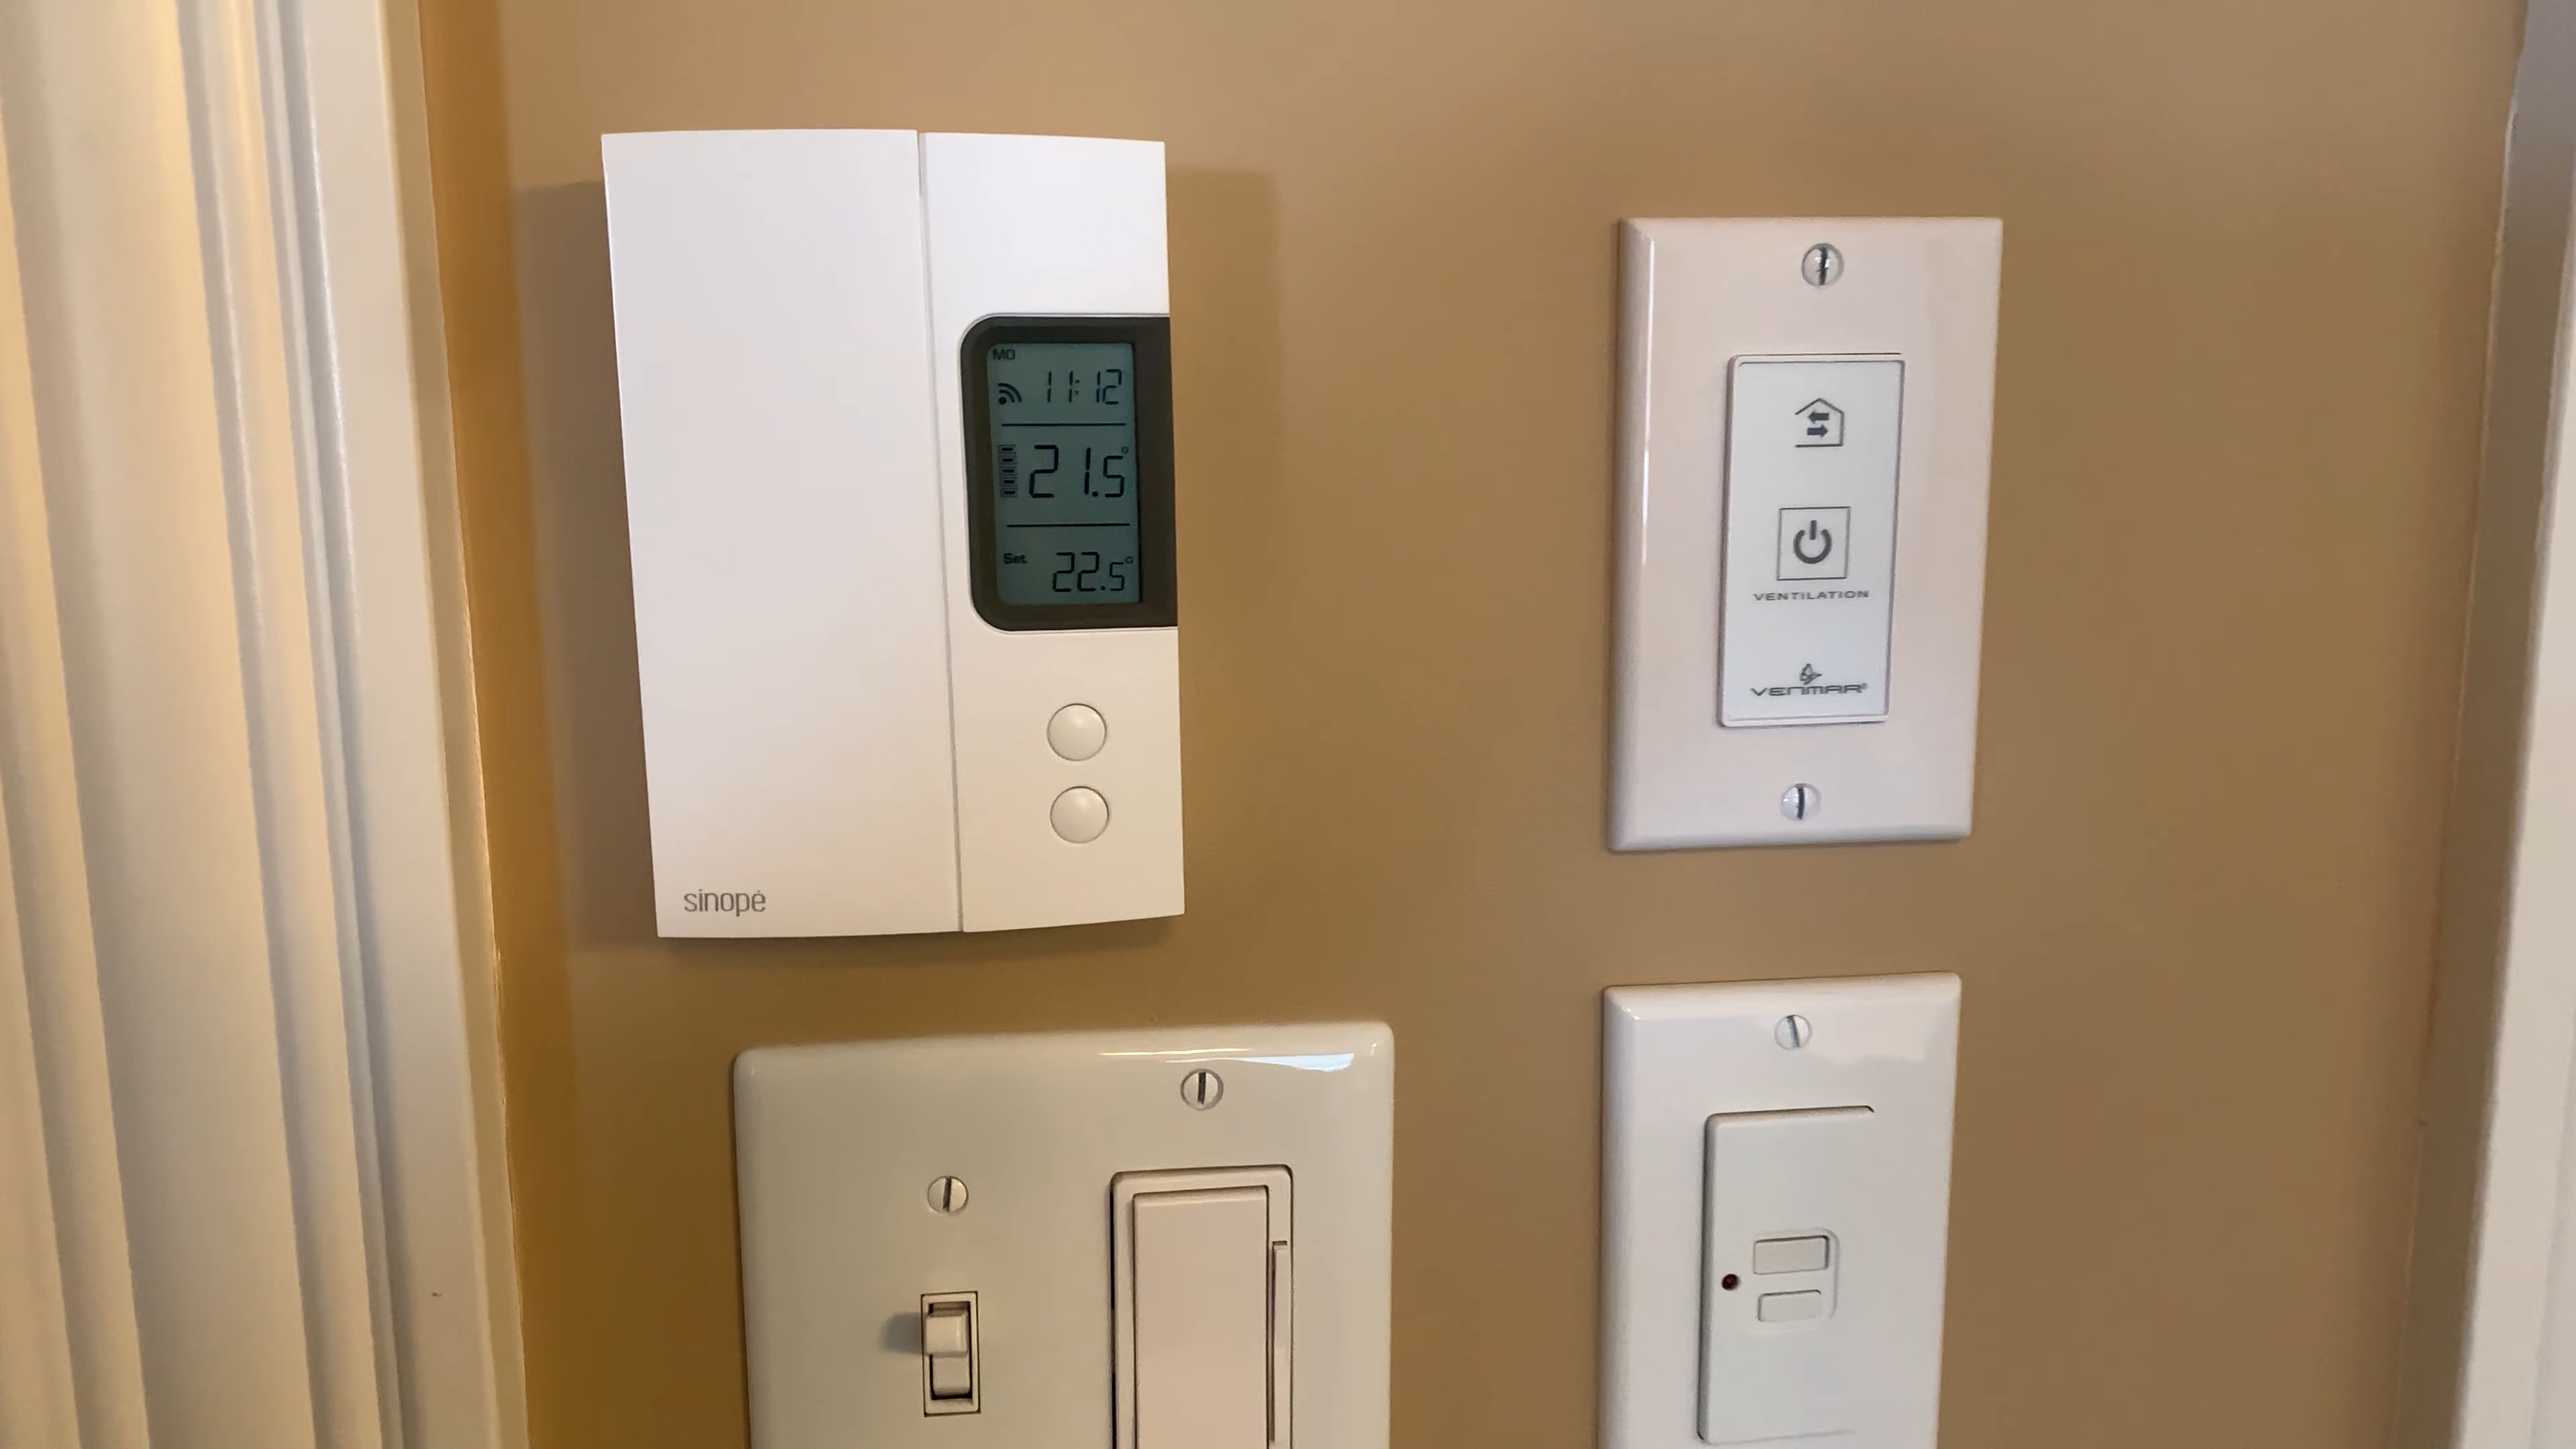 MO
11:12
21.5°
Set 22.5°
sinopé
VENTILATION
VENMAR®